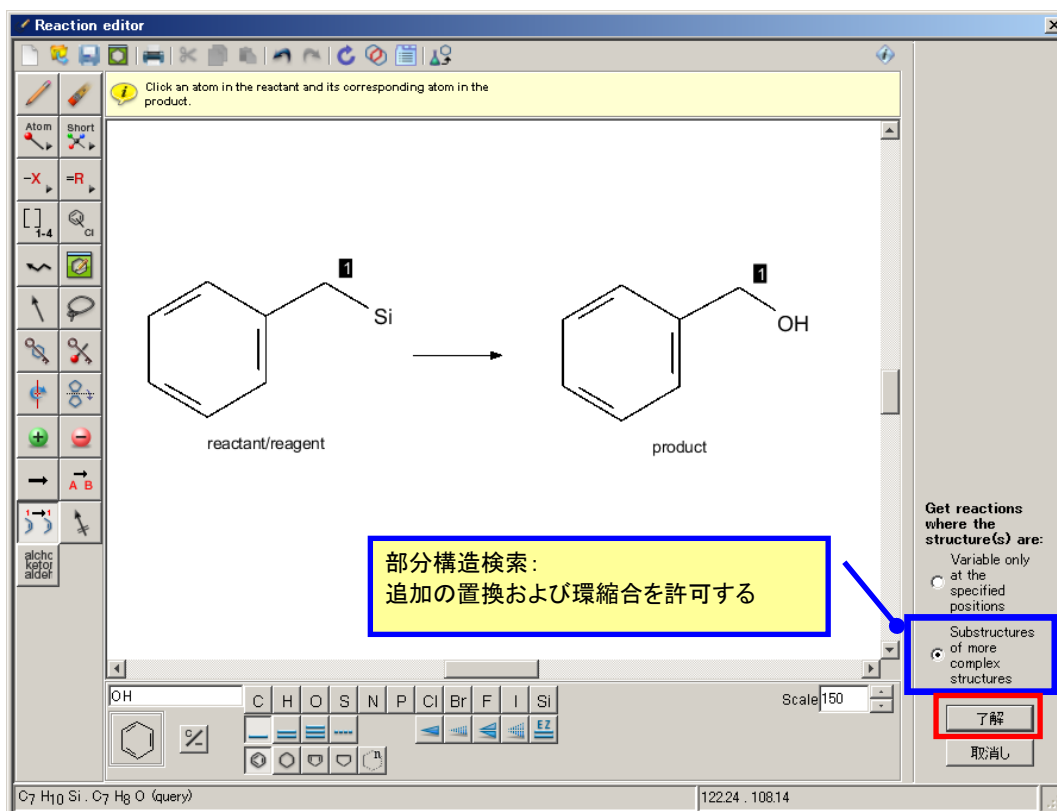 Reaction editor
Click an atom in the reactant and its corresponding atom in the
product.
Atom
Short
-X
=R
[ ]
1-4
Cl
A B
1→1
alchc
ketor
aldeh
1
Si
reactant/reagent
1
OH
product
部分構造検索:
追加の置換および環縮合を許可する
Get reactions
where the
structure(s) are:
Variable only
at the
specified
positions
Substructures
of more
complex
structures
了解
取消し
OH
C H O S N P Cl Br F I Si
Scale 150
C/–
EZ
n
C7 H10 Si . C7 H8 O (query)
122.24 . 108.14